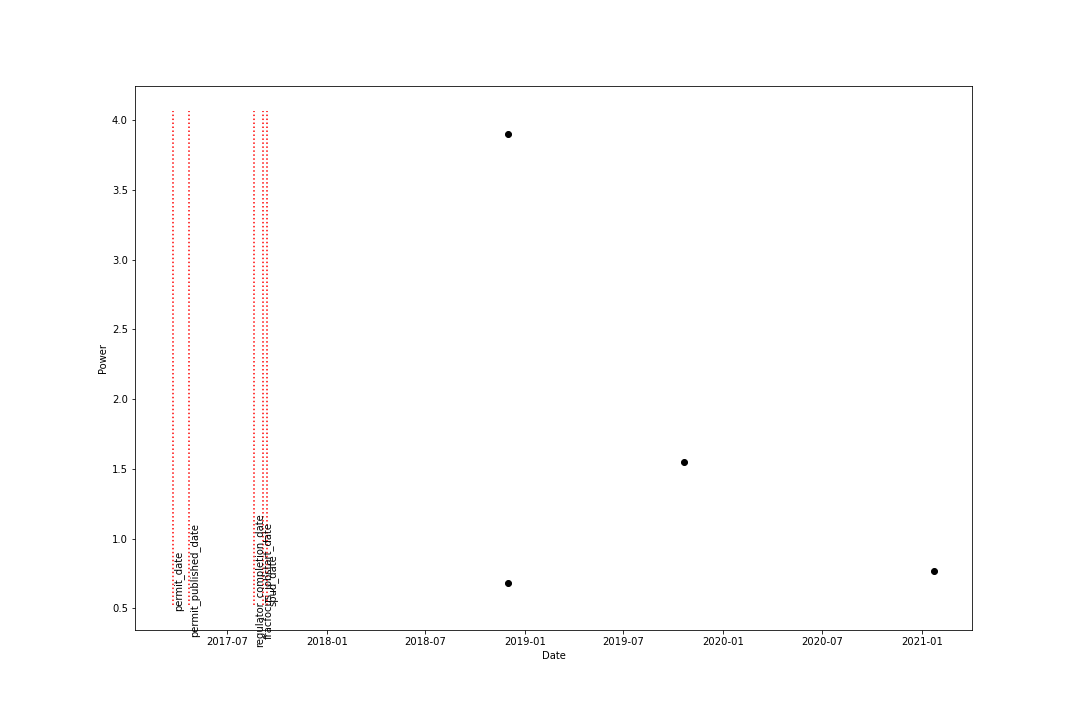 4.0
3.5
3.0
2.5
2.0
1.5
1.0
0.5
Power
permit_date
permit_published_date
regulator_completion_date
fracfocus_jobstart_date
spud_date
2017-07
2018-01
2018-07
2019-01
2019-07
2020-01
2020-07
2021-01
Date